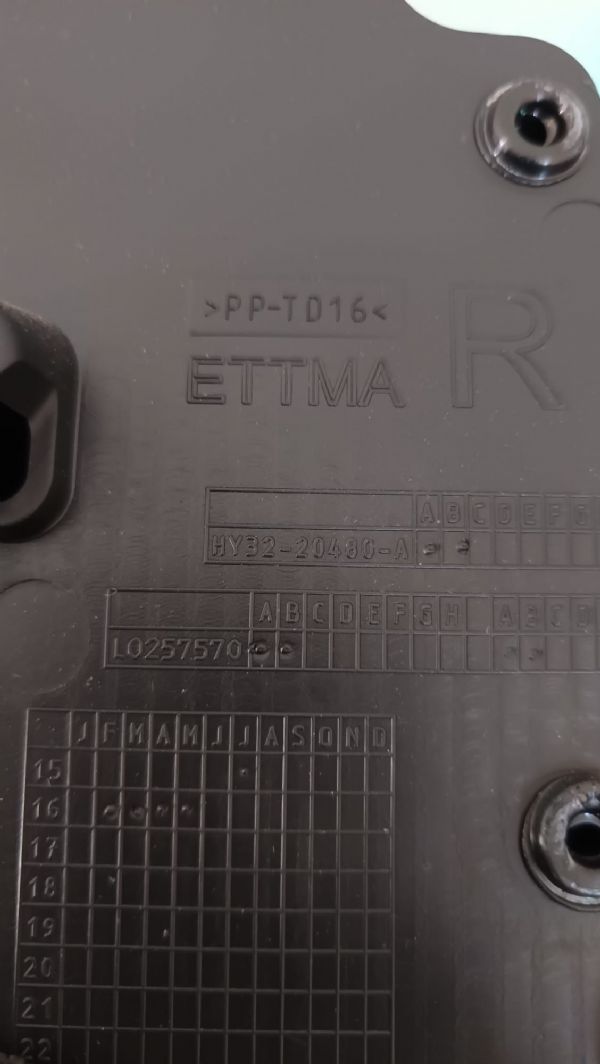 >PP-TD16<
ETTMA R
A B C D E F G
HY32-20480-A
A B C D E F G H A B C D
L0257570
J F M A M J J A S O N D
15
16
17
18
19
20
21
22